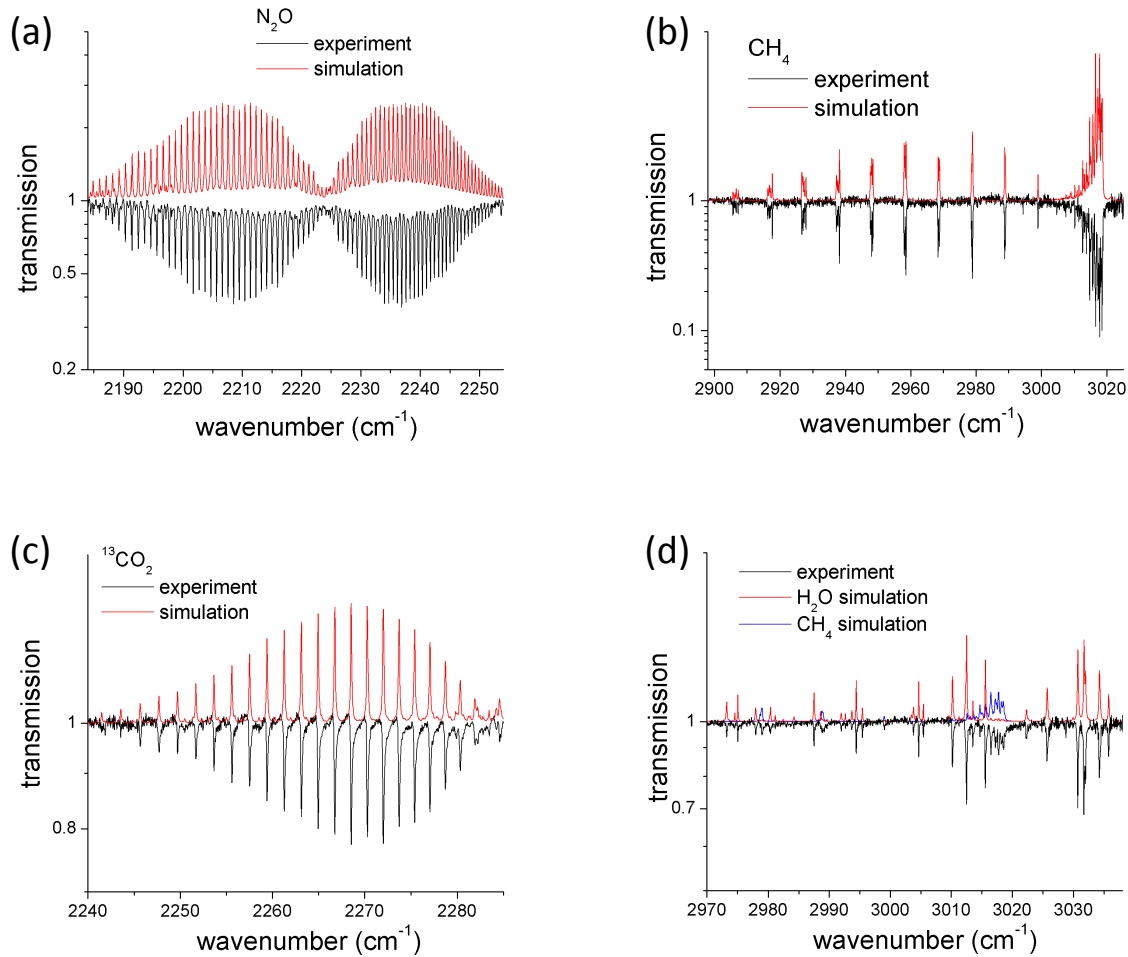 (a)
N₂O
experiment
simulation
transmission
1
0.5
0.2
2190 2200 2210 2220 2230 2240 2250
wavenumber (cm⁻¹)
(b)
CH₄
experiment
simulation
transmission
1
0.1
2900 2920 2940 2960 2980 3000 3020
wavenumber (cm⁻¹)
(c)
¹³CO₂
experiment
simulation
transmission
1
0.8
2240 2250 2260 2270 2280
wavenumber (cm⁻¹)
(d)
experiment
H₂O simulation
CH₄ simulation
transmission
1
0.7
2970 2980 2990 3000 3010 3020 3030
wavenumber (cm⁻¹)